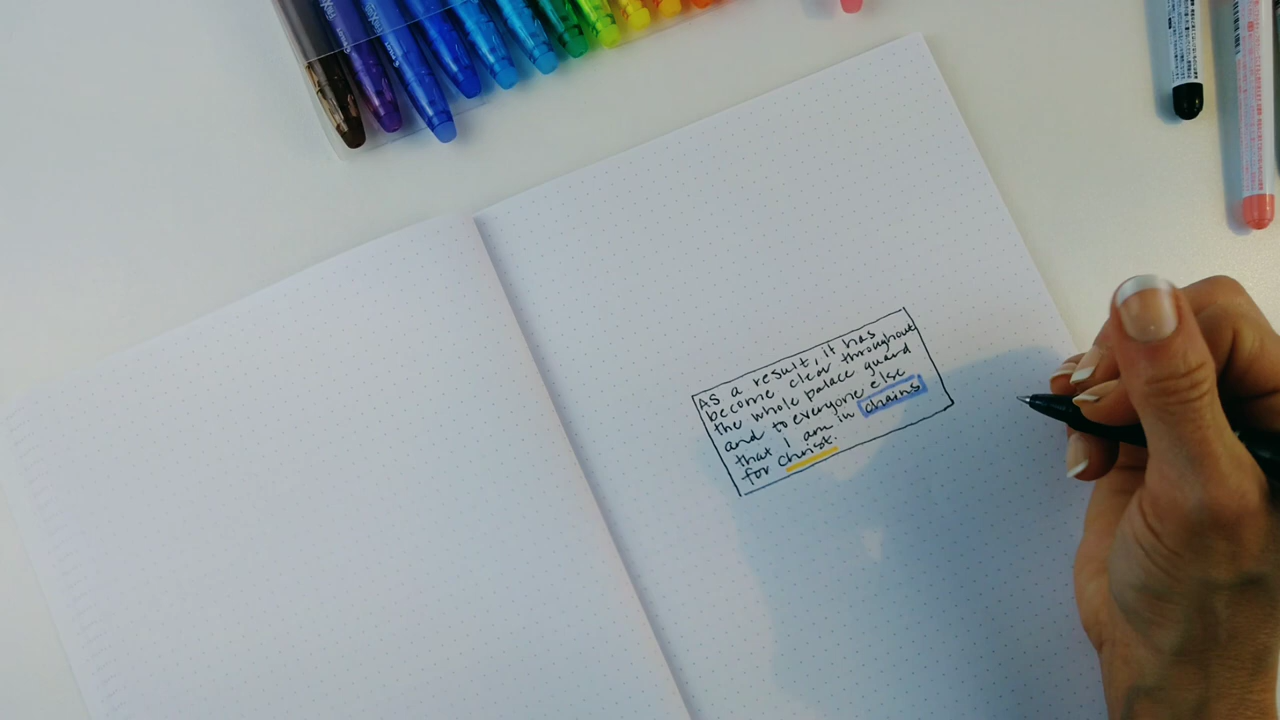 As a result, it has
become clear throughout
the whole palace guard
and to everyone else
that I am in chains
for Christ.